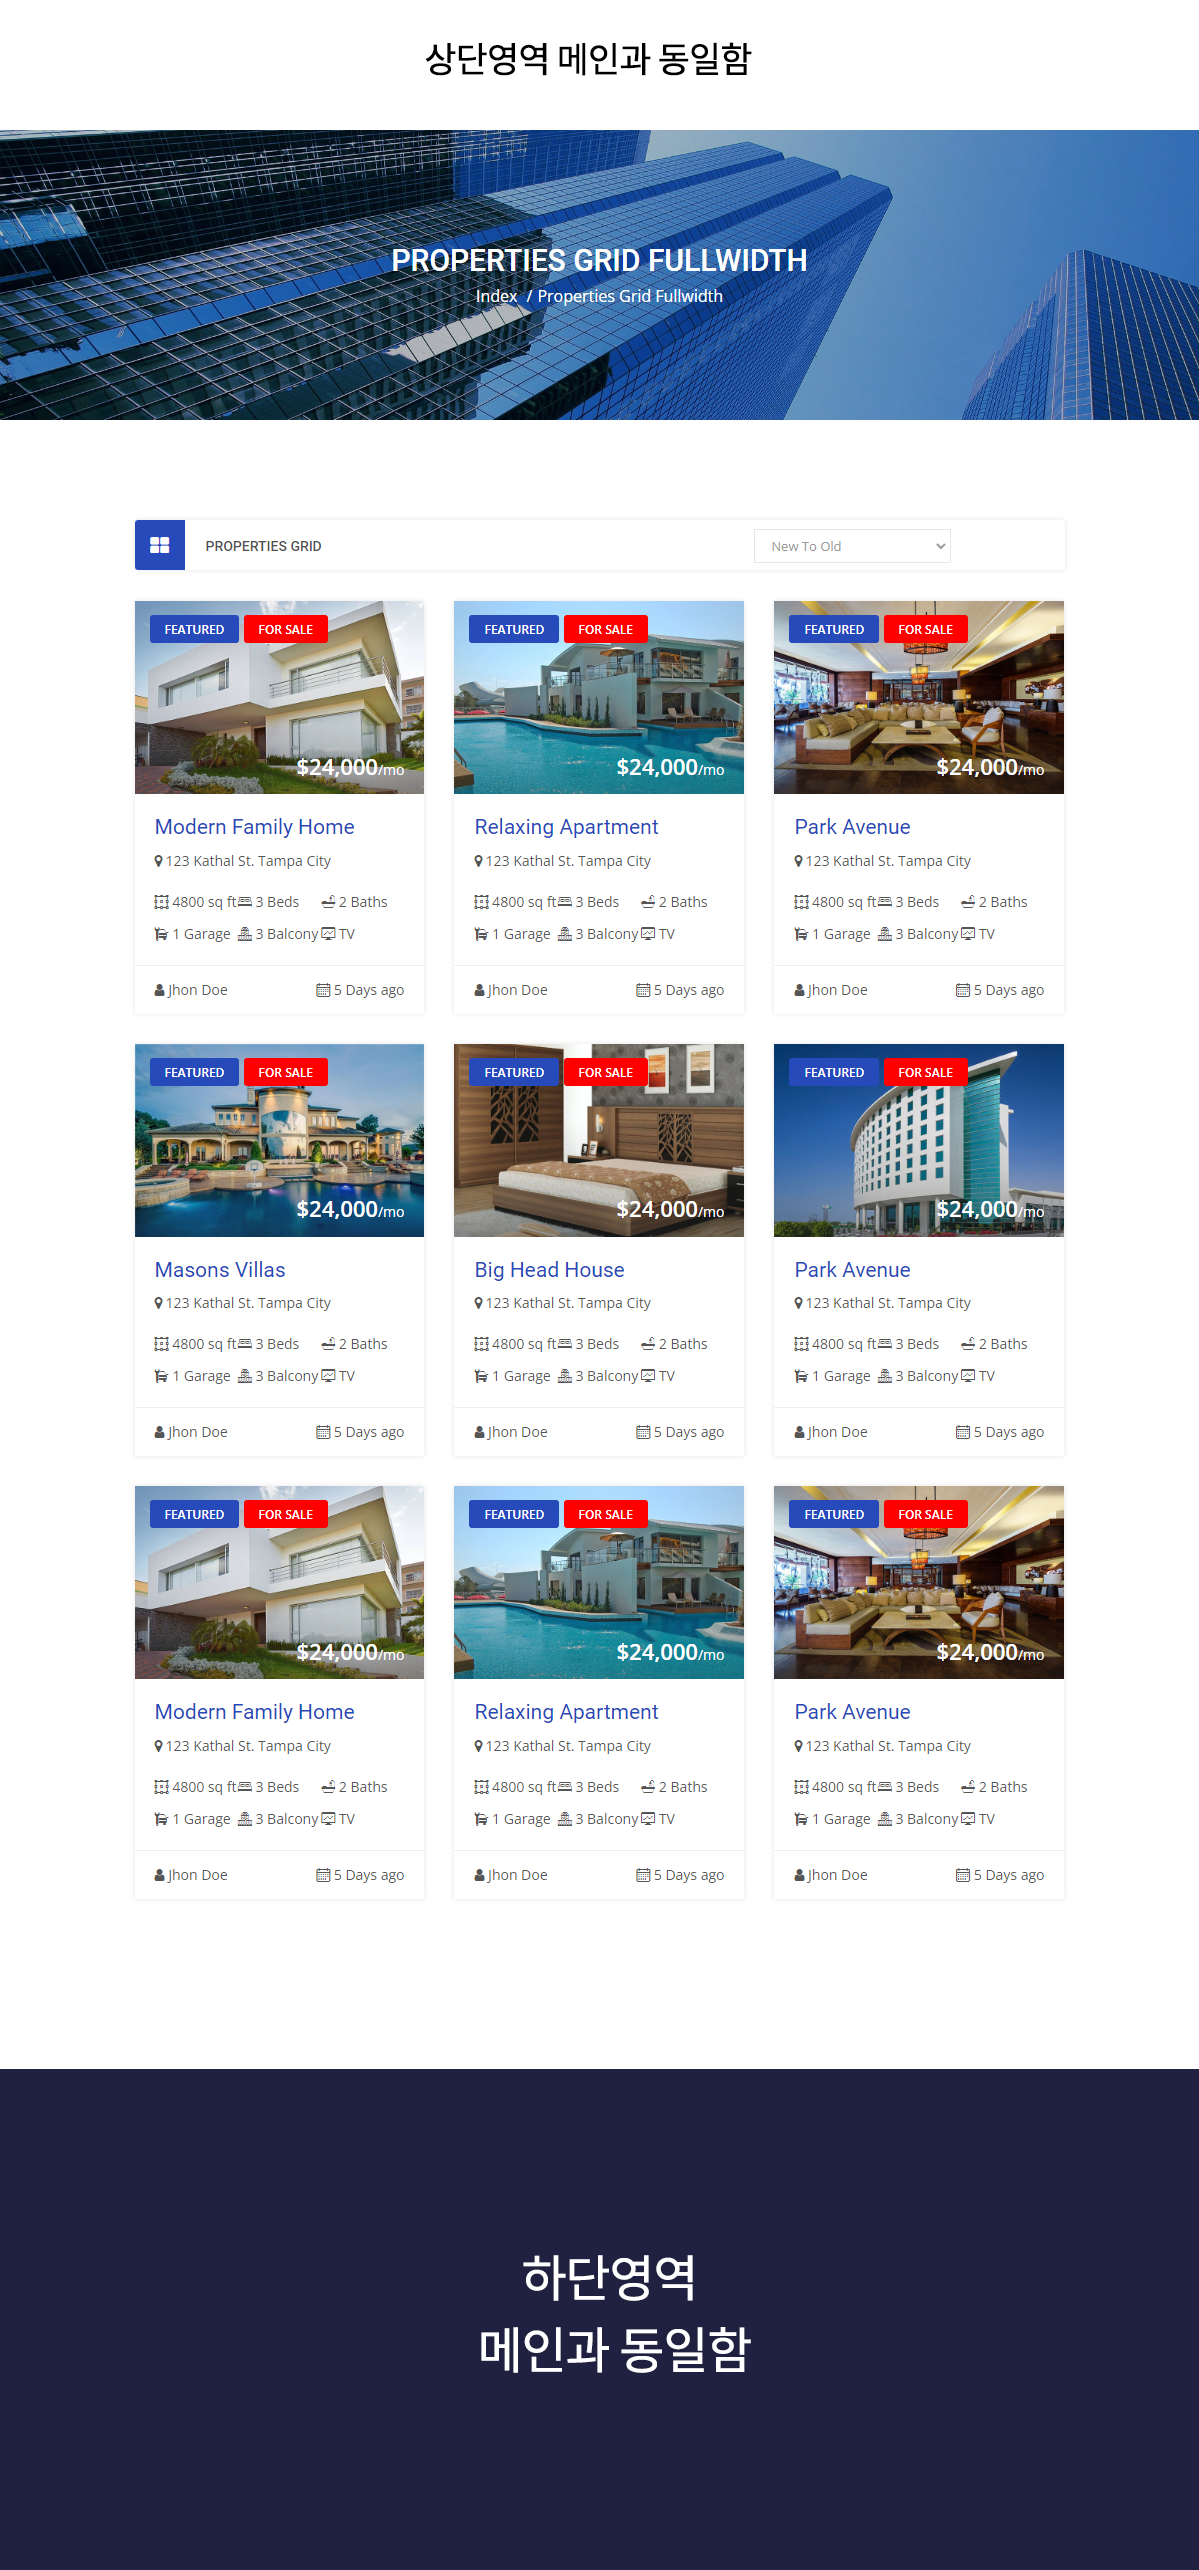 상단영역 메인과 동일함
PROPERTIES GRID FULLWIDTH
Index / Properties Grid Fullwidth
PROPERTIES GRID
New To Old
FEATURED FOR SALE
$24,000/mo
Modern Family Home
123 Kathal St. Tampa City
4800 sq ft 3 Beds 2 Baths
1 Garage 3 Balcony TV
Jhon Doe 5 Days ago
FEATURED FOR SALE
$24,000/mo
Relaxing Apartment
123 Kathal St. Tampa City
4800 sq ft 3 Beds 2 Baths
1 Garage 3 Balcony TV
Jhon Doe 5 Days ago
FEATURED FOR SALE
$24,000/mo
Park Avenue
123 Kathal St. Tampa City
4800 sq ft 3 Beds 2 Baths
1 Garage 3 Balcony TV
Jhon Doe 5 Days ago
FEATURED FOR SALE
$24,000/mo
Masons Villas
123 Kathal St. Tampa City
4800 sq ft 3 Beds 2 Baths
1 Garage 3 Balcony TV
Jhon Doe 5 Days ago
FEATURED FOR SALE
$24,000/mo
Big Head House
123 Kathal St. Tampa City
4800 sq ft 3 Beds 2 Baths
1 Garage 3 Balcony TV
Jhon Doe 5 Days ago
FEATURED FOR SALE
$24,000/mo
Park Avenue
123 Kathal St. Tampa City
4800 sq ft 3 Beds 2 Baths
1 Garage 3 Balcony TV
Jhon Doe 5 Days ago
FEATURED FOR SALE
$24,000/mo
Modern Family Home
123 Kathal St. Tampa City
4800 sq ft 3 Beds 2 Baths
1 Garage 3 Balcony TV
Jhon Doe 5 Days ago
FEATURED FOR SALE
$24,000/mo
Relaxing Apartment
123 Kathal St. Tampa City
4800 sq ft 3 Beds 2 Baths
1 Garage 3 Balcony TV
Jhon Doe 5 Days ago
FEATURED FOR SALE
$24,000/mo
Park Avenue
123 Kathal St. Tampa City
4800 sq ft 3 Beds 2 Baths
1 Garage 3 Balcony TV
Jhon Doe 5 Days ago
하단영역
메인과 동일함